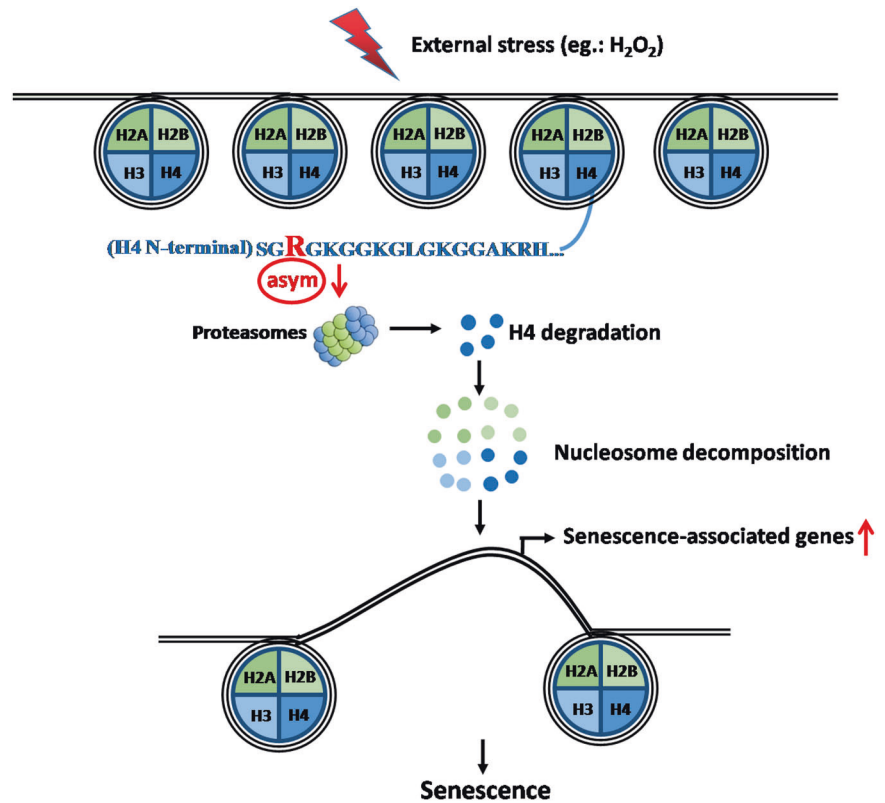 External stress (eg.: H₂O₂)
H2A H2B H2A H2B H2A H2B H2A H2B H2A H2B
H3 H4 H3 H4 H3 H4 H3 H4 H3 H4
(H4 N-terminal) SGRGKGGKGLGKGGAKRH...
asym ↓
Proteasomes
H4 degradation
Nucleosome decomposition
Senescence-associated genes ↑
H2A H2B H2A H2B
H3 H4 H3 H4
Senescence